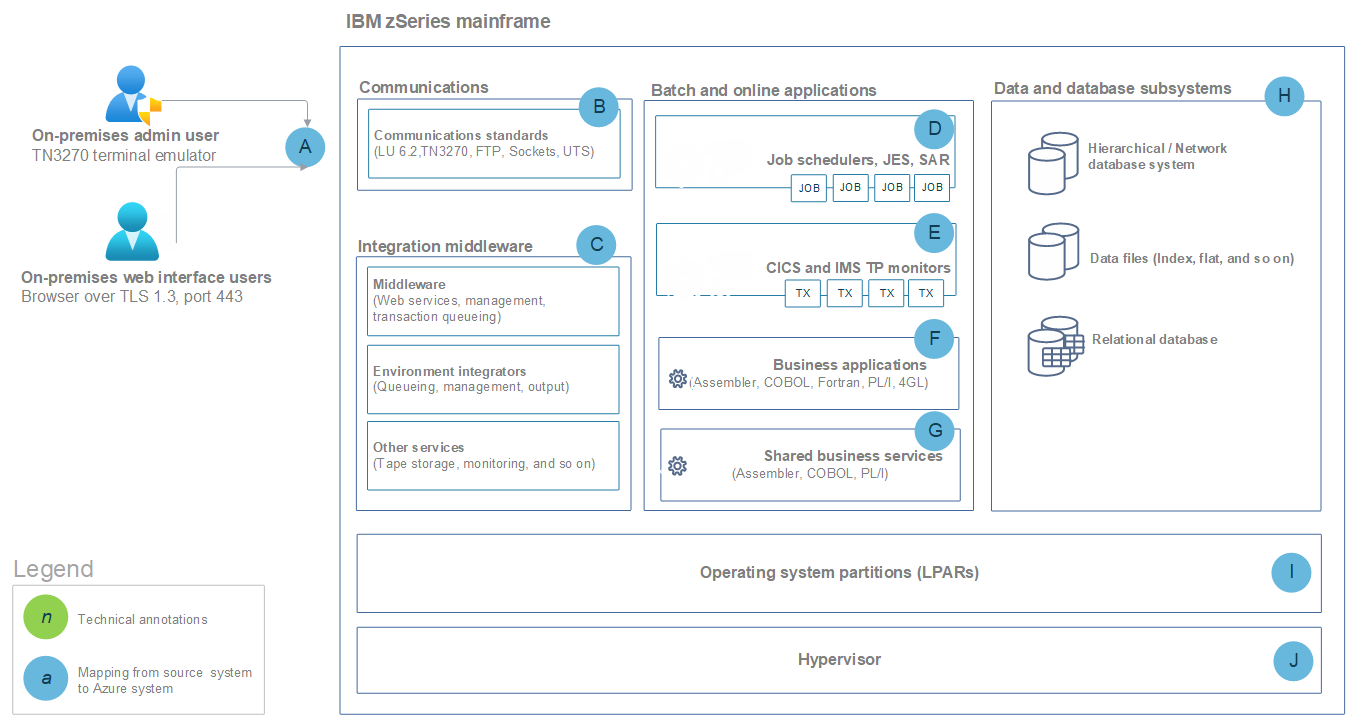 IBM zSeries mainframe
On-premises admin user
TN3270 terminal emulator
A
On-premises web interface users
Browser over TLS 1.3, port 443
Communications
B
Communications standards
(LU 6.2,TN3270, FTP, Sockets, UTS)
Integration middleware
C
Middleware
(Web services, management,
transaction queueing)
Environment integrators
(Queueing, management, output)
Other services
(Tape storage, monitoring, and so on)
Batch and online applications
D
Job schedulers, JES, SAR
JOB JOB JOB JOB
E
CICS and IMS TP monitors
TX TX TX TX
F
Business applications
(Assembler, COBOL, Fortran, PL/I, 4GL)
G
Shared business services
(Assembler, COBOL, PL/I)
Data and database subsystems
H
Hierarchical / Network
database system
Data files (Index, flat, and so on)
Relational database
Operating system partitions (LPARs)
I
Hypervisor
J
Legend
n
Technical annotations
a
Mapping from source system
to Azure system